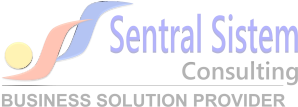 Sentral Sistem
Consulting
BUSINESS SOLUTION PROVIDER